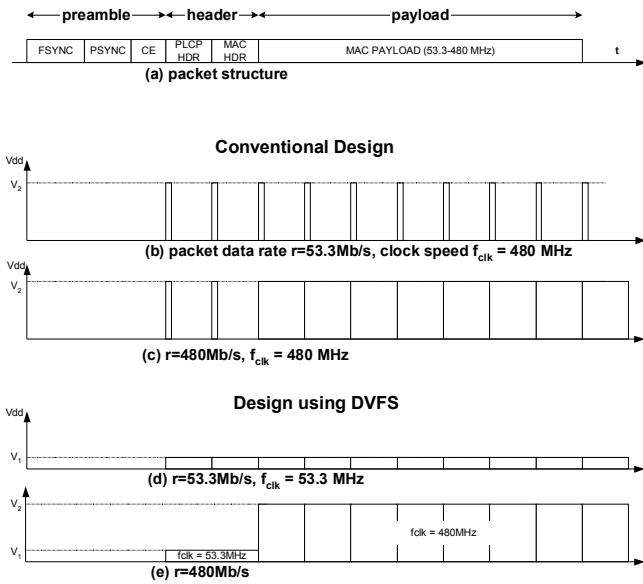 preamble header payload
FSYNC PSYNC CE PLCP HDR MAC HDR MAC PAYLOAD (53.3-480 MHz) t
(a) packet structure
Conventional Design
Vdd
V2
(b) packet data rate r=53.3Mb/s, clock speed fclk = 480 MHz
Vdd
V2
(c) r=480Mb/s, fclk = 480 MHz
Design using DVFS
Vdd
V1
(d) r=53.3Mb/s, fclk = 53.3 MHz
Vdd
V2
fclk = 480MHz
V1
fclk = 53.3MHz
(e) r=480Mb/s